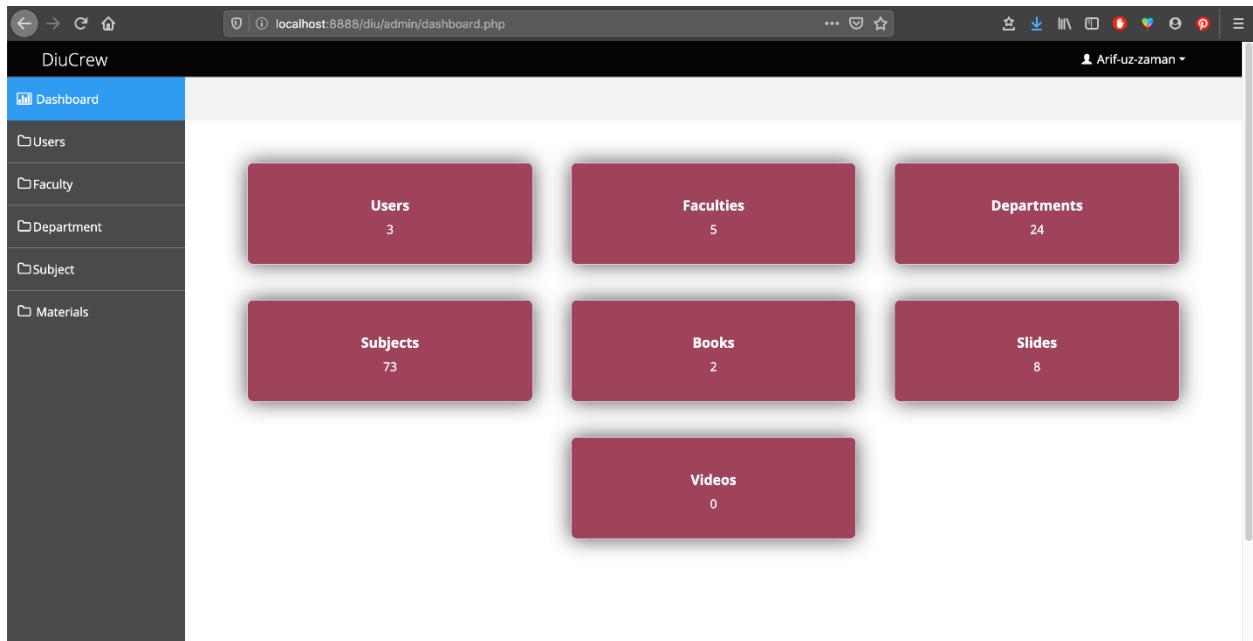 localhost:8888/diu/admin/dashboard.php
DiuCrew
Arif-uz-zaman
Dashboard
Users
Faculty
Department
Subject
Materials
Users
3
Faculties
5
Departments
24
Subjects
73
Books
2
Slides
8
Videos
0